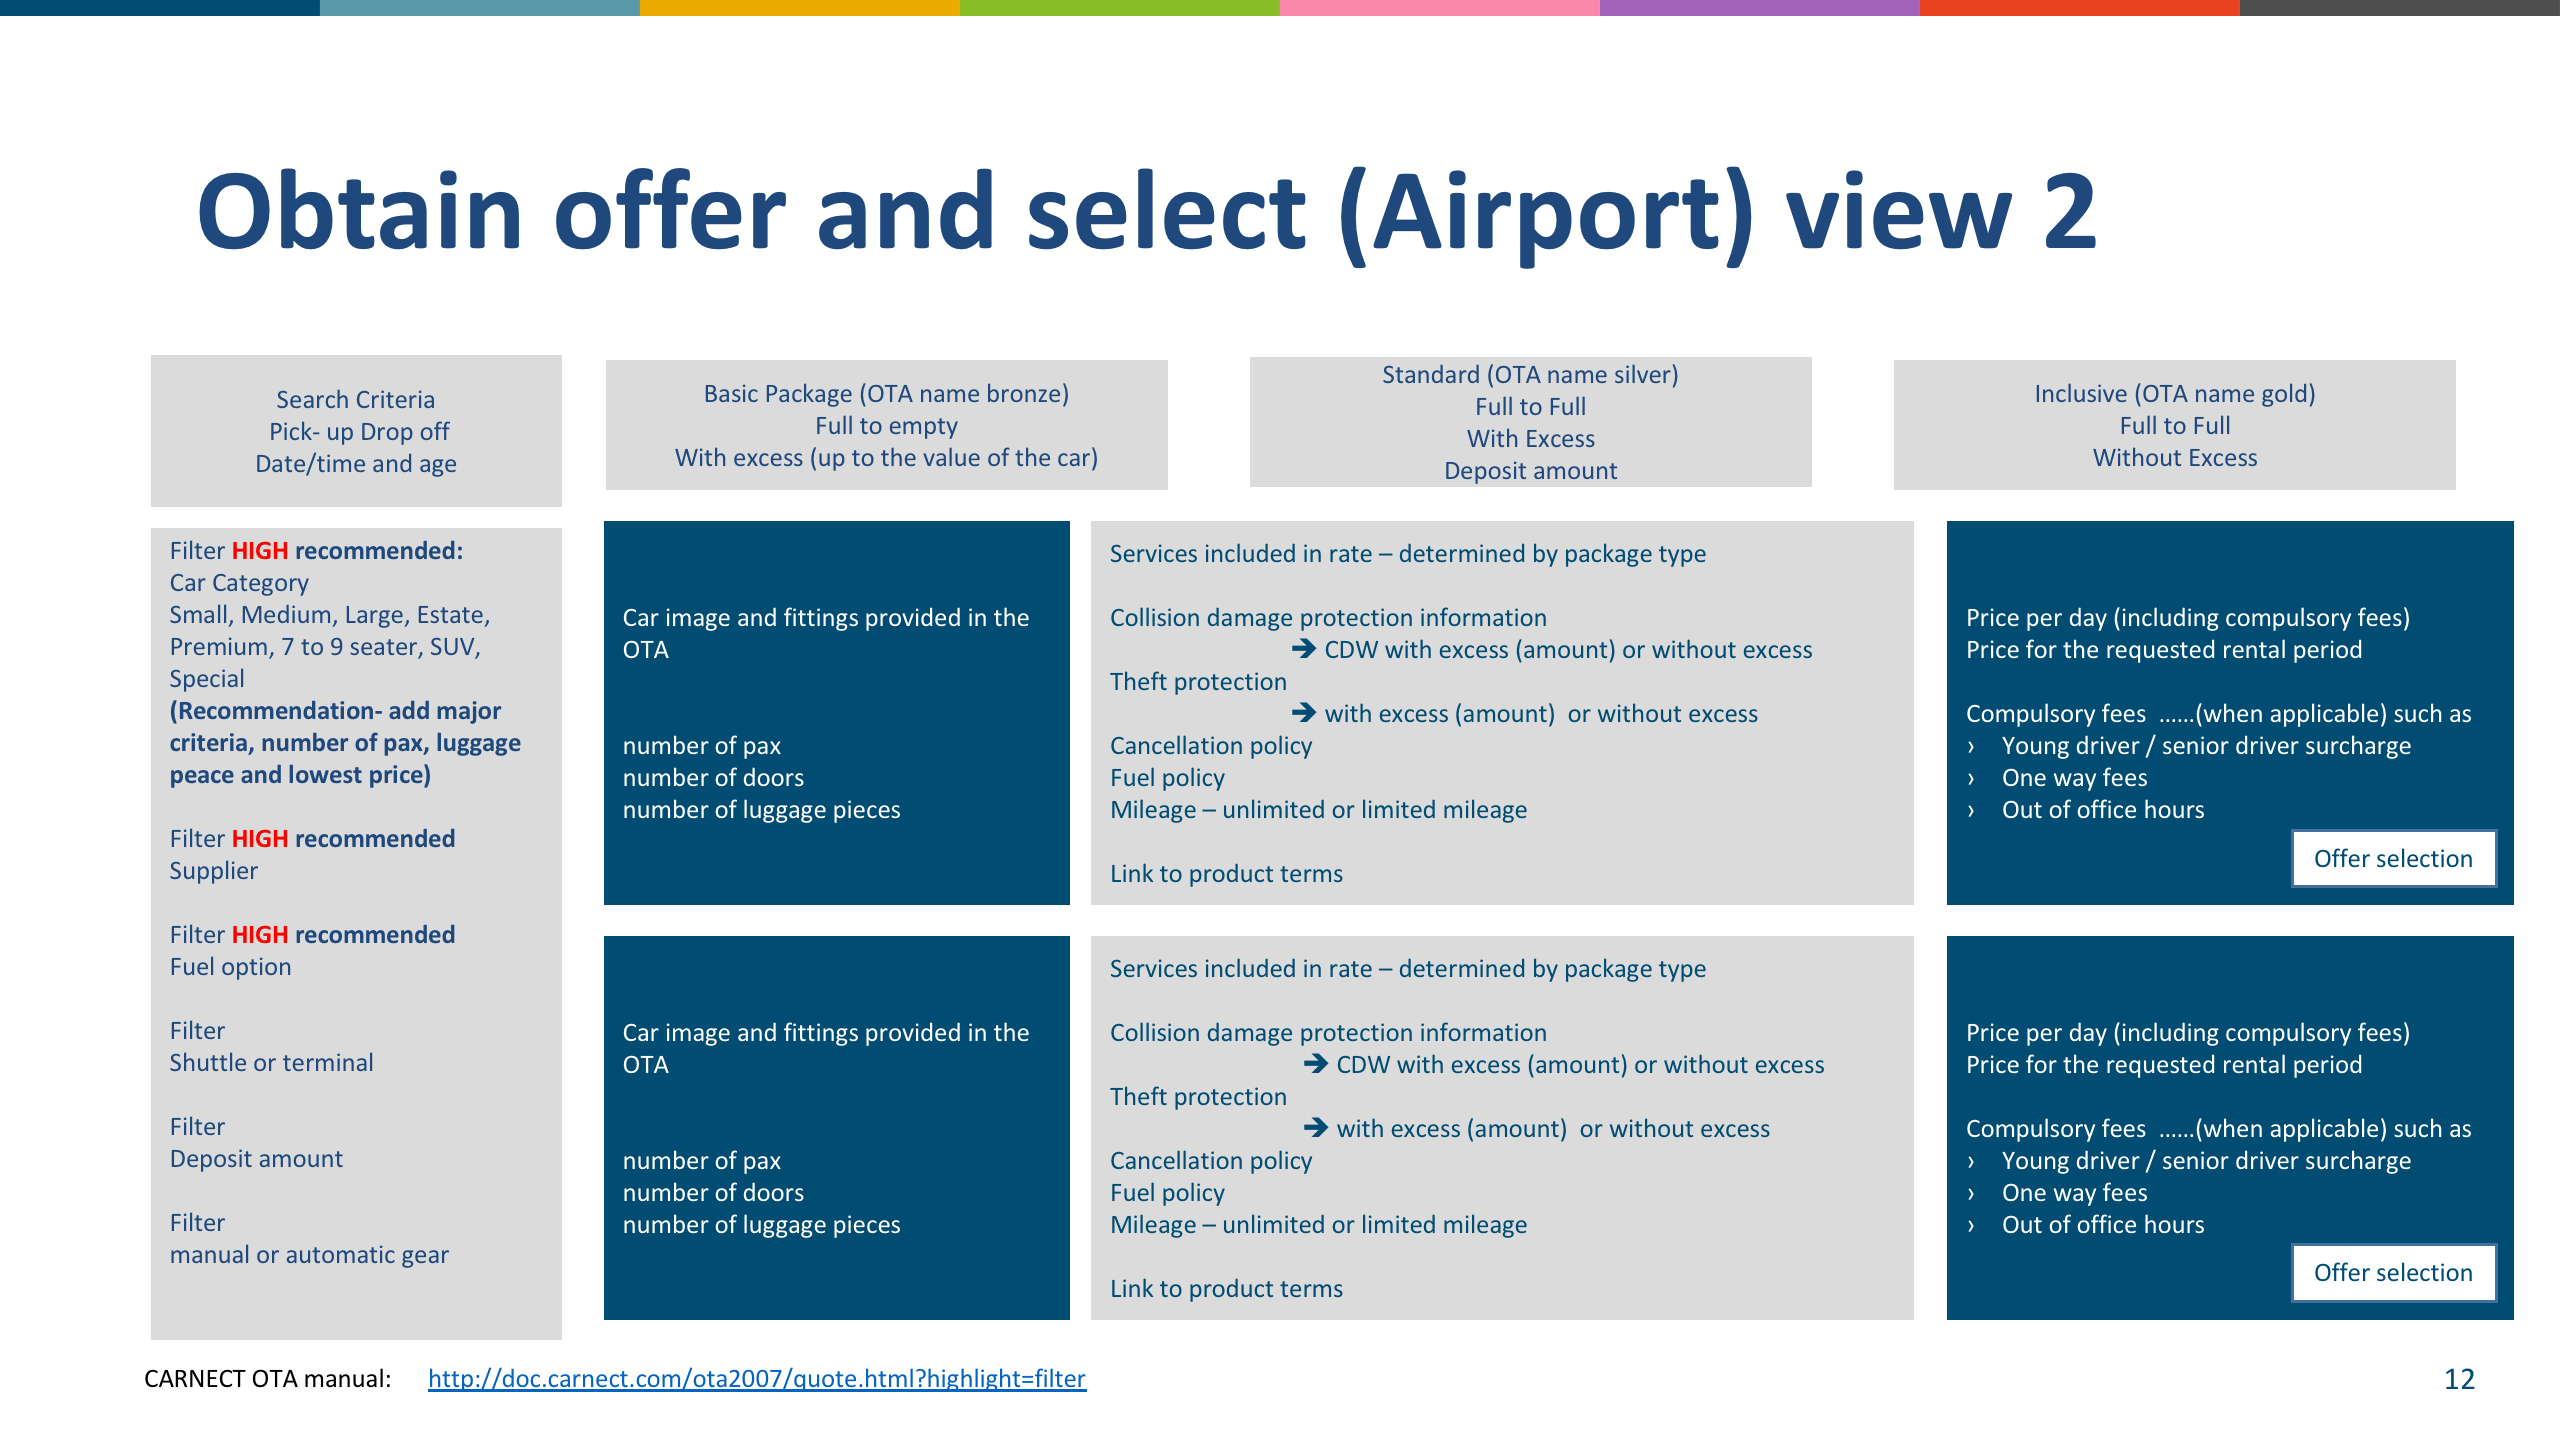 Obtain offer and select (Airport) view 2
Search Criteria
Pick- up Drop off
Date/time and age
Basic Package (OTA name bronze)
Full to empty
With excess (up to the value of the car)
Standard (OTA name silver)
Full to Full
With Excess
Deposit amount
Inclusive (OTA name gold)
Full to Full
Without Excess
Filter HIGH recommended:
Car Category
Small, Medium, Large, Estate,
Premium, 7 to 9 seater, SUV,
Special
(Recommendation- add major
criteria, number of pax, luggage
peace and lowest price)
Filter HIGH recommended
Supplier
Filter HIGH recommended
Fuel option
Filter
Shuttle or terminal
Filter
Deposit amount
Filter
manual or automatic gear
Car image and fittings provided in the
OTA
number of pax
number of doors
number of luggage pieces
Services included in rate – determined by package type
Collision damage protection information
➔ CDW with excess (amount) or without excess
Theft protection
➔ with excess (amount)  or without excess
Cancellation policy
Fuel policy
Mileage – unlimited or limited mileage
Link to product terms
Price per day (including compulsory fees)
Price for the requested rental period
Compulsory fees  ……(when applicable) such as
› Young driver / senior driver surcharge
› One way fees
› Out of office hours
Offer selection
Car image and fittings provided in the
OTA
number of pax
number of doors
number of luggage pieces
Services included in rate – determined by package type
Collision damage protection information
➔ CDW with excess (amount) or without excess
Theft protection
➔ with excess (amount)  or without excess
Cancellation policy
Fuel policy
Mileage – unlimited or limited mileage
Link to product terms
Price per day (including compulsory fees)
Price for the requested rental period
Compulsory fees  ……(when applicable) such as
› Young driver / senior driver surcharge
› One way fees
› Out of office hours
Offer selection
CARNECT OTA manual: http://doc.carnect.com/ota2007/quote.html?highlight=filter
12